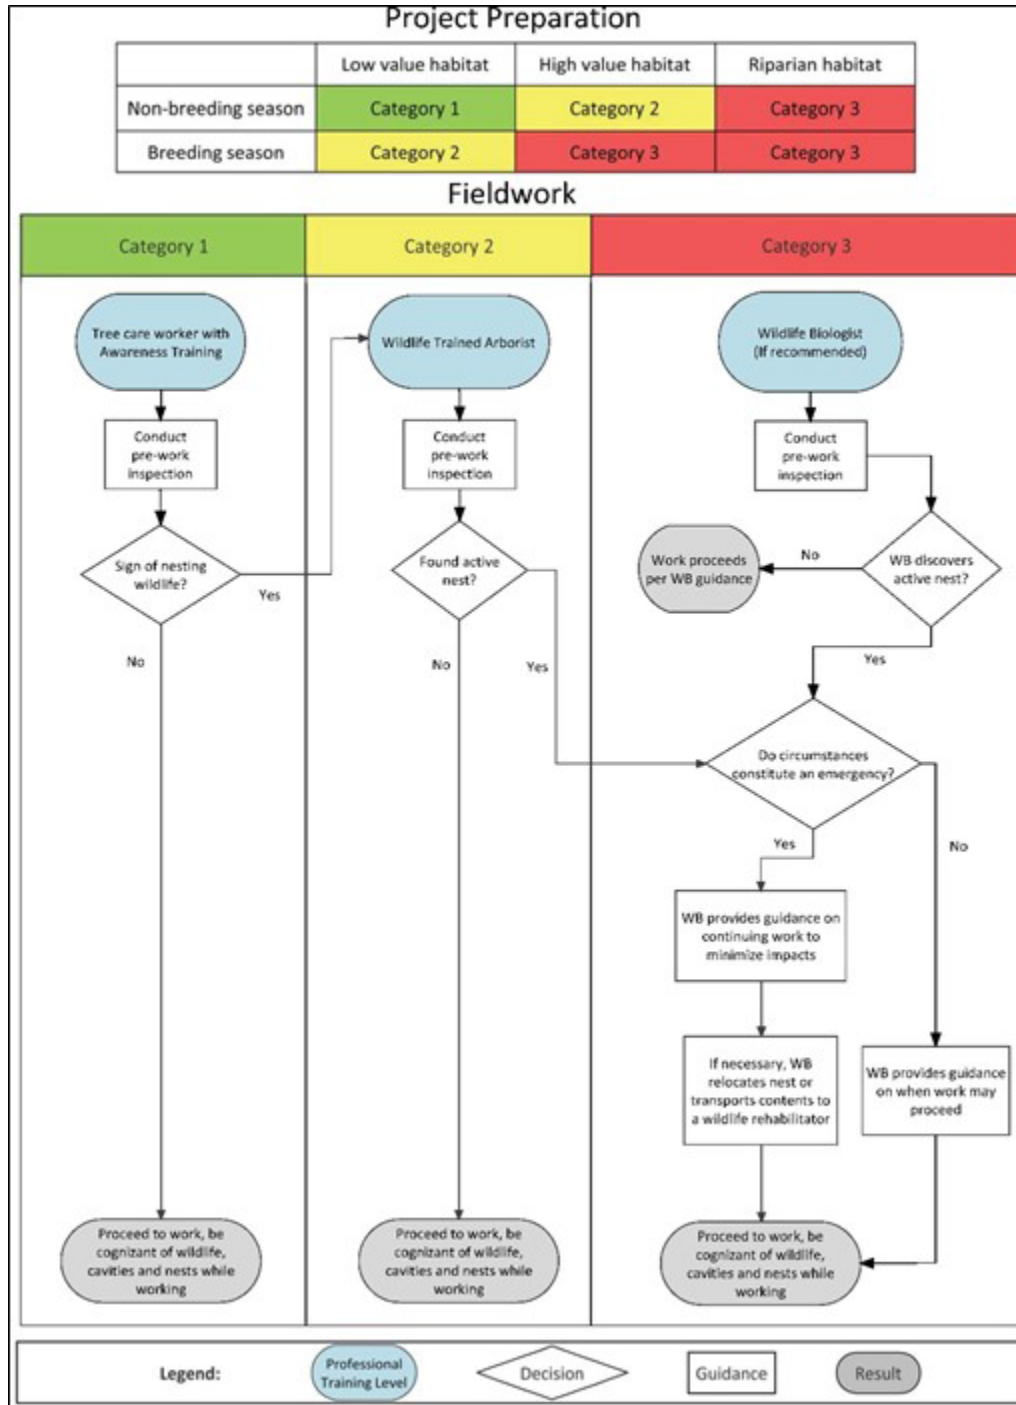 Project Preparation
Low value habitat High value habitat Riparian habitat
Non-breeding season Category 1 Category 2 Category 3
Breeding season Category 2 Category 3 Category 3
Fieldwork
Category 1 Category 2 Category 3
Tree care worker with
Awareness Training
Conduct
pre-work
inspection
Sign of nesting
wildlife?
Yes
No
Proceed to work, be
cognizant of wildlife,
cavities and nests while
working
Wildlife Trained Arborist
Conduct
pre-work
inspection
Found active
nest?
No
Yes
Proceed to work, be
cognizant of wildlife,
cavities and nests while
working
Wildlife Biologist
(If recommended)
Conduct
pre-work
inspection
WB discovers
active nest?
No
Work proceeds
per WB guidance
Yes
Do circumstances
constitute an emergency?
Yes
No
WB provides guidance on
continuing work to
minimize impacts
If necessary, WB
relocates nest or
transports contents to
a wildlife rehabilitator
WB provides guidance
on when work may
proceed
Proceed to work, be
cognizant of wildlife,
cavities and nests while
working
Legend:
Professional
Training Level
Decision
Guidance
Result